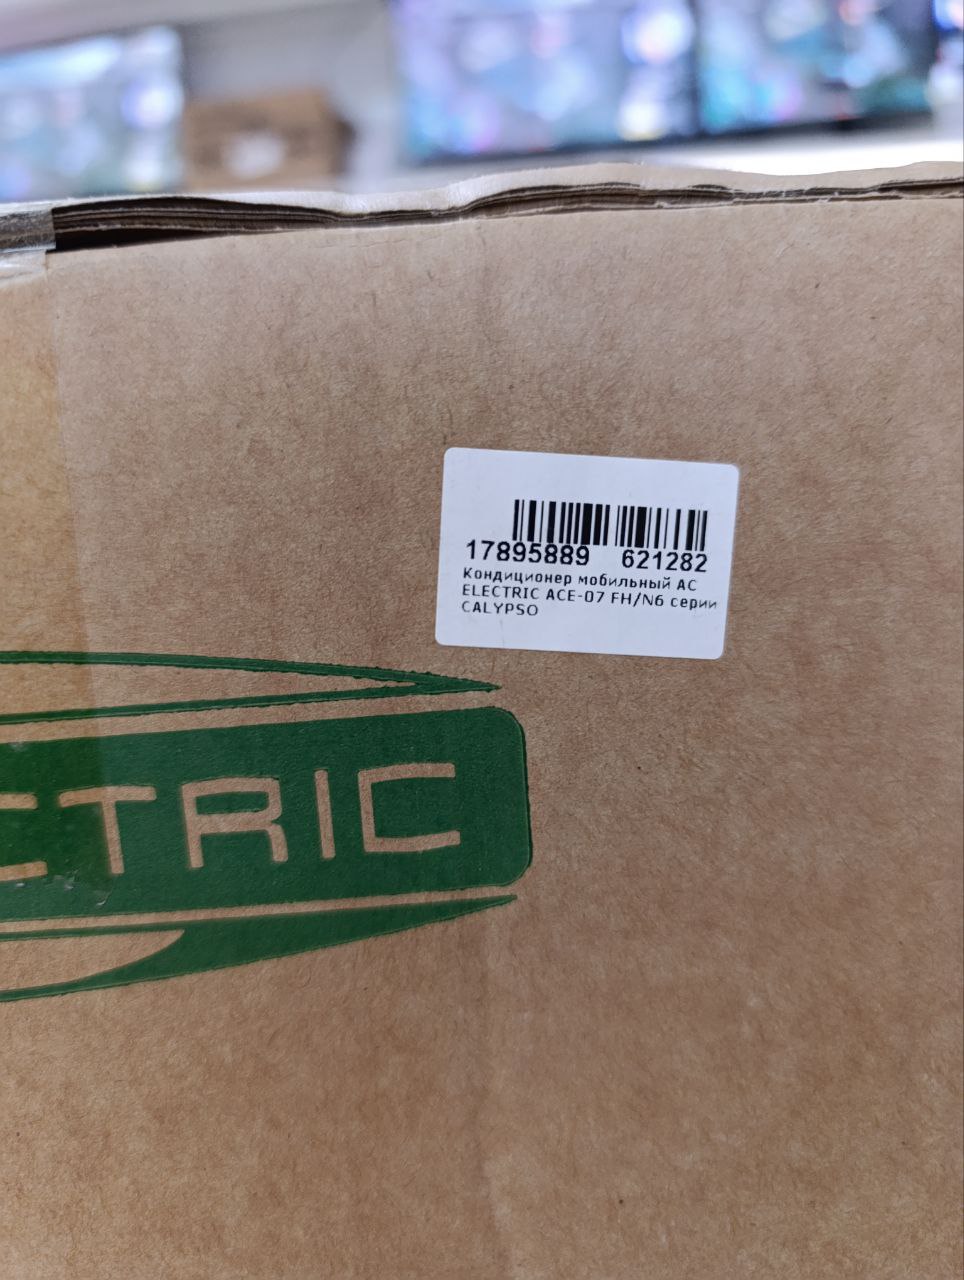 17895889 621282
Кондиционер мобильный AC
ELECTRIC ACE-07 FH/N6 серии
CALYPSO
CTRIC